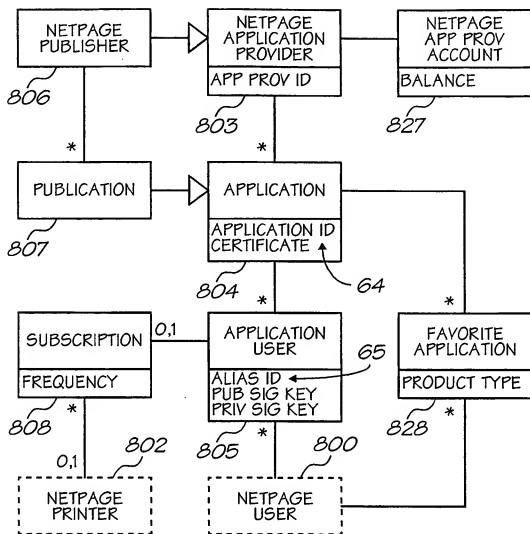 NETPAGE
PUBLISHER
806
NETPAGE
APPLICATION
PROVIDER
APP PROV ID
803
NETPAGE
APP PROV
ACCOUNT
BALANCE
827
*
*
PUBLICATION
807
APPLICATION
APPLICATION ID
CERTIFICATE
804
64
*
*
SUBSCRIPTION
FREQUENCY
808
0,1
APPLICATION
USER
ALIAS ID
PUB SIG KEY
PRIV SIG KEY
805
65
FAVORITE
APPLICATION
PRODUCT TYPE
828
*
*
*
0,1
802
NETPAGE
PRINTER
800
NETPAGE
USER